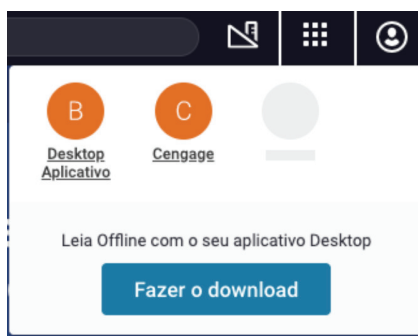 B
C
Desktop
Aplicativo
Cengage
Leia Offline com o seu aplicativo Desktop
Fazer o download